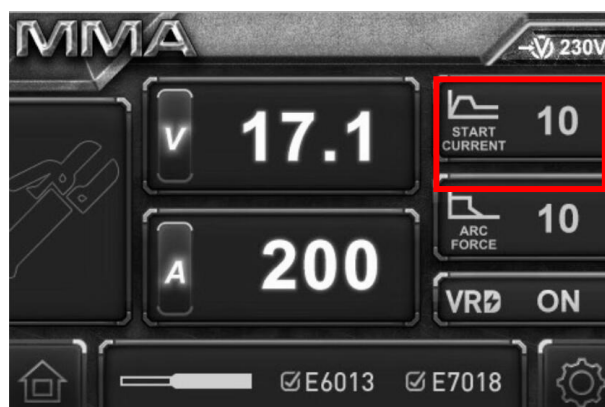 MMA
230V
V 17.1
START CURRENT 10
A 200
ARC FORCE 10
VRD ON
E6013 E7018